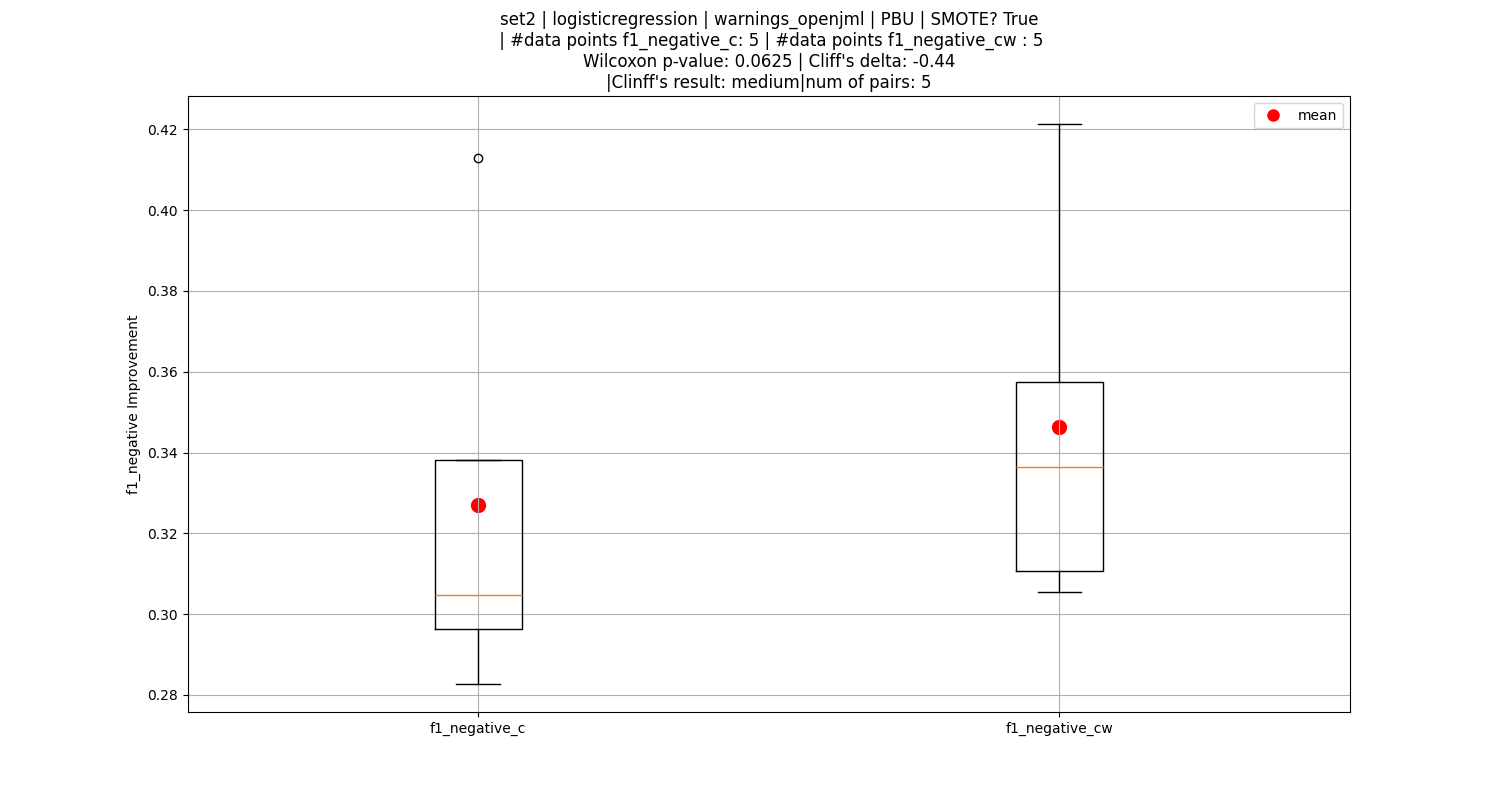 set2 | logisticregression | warnings_openjml | PBU | SMOTE? True
| #data points f1_negative_c: 5 | #data points f1_negative_cw : 5
Wilcoxon p-value: 0.0625 | Cliff's delta: -0.44
|Clinff's result: medium|num of pairs: 5
mean
0.42
0.40
0.38
0.36
0.34
0.32
0.30
0.28
f1_negative Improvement
f1_negative_c
f1_negative_cw